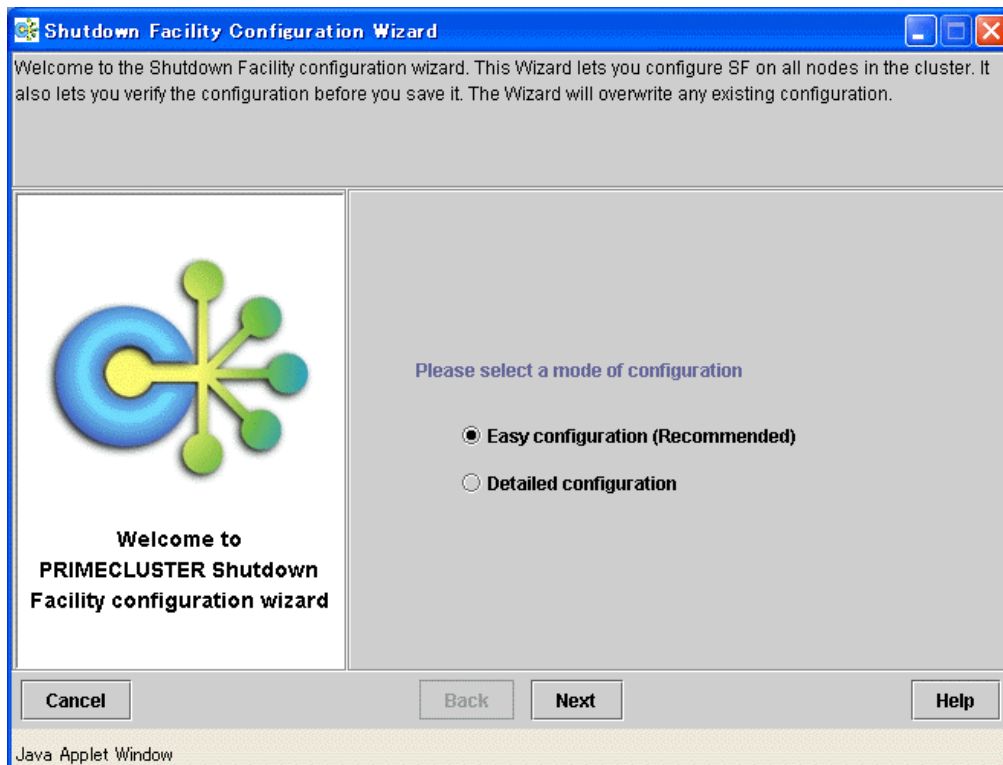 Shutdown Facility Configuration Wizard
Welcome to the Shutdown Facility configuration wizard. This Wizard lets you configure SF on all nodes in the cluster. It
also lets you verify the configuration before you save it. The Wizard will overwrite any existing configuration.
Please select a mode of configuration
Easy configuration (Recommended)
Detailed configuration
Welcome to
PRIMECLUSTER Shutdown
Facility configuration wizard
Cancel
Back
Next
Help
Java Applet Window